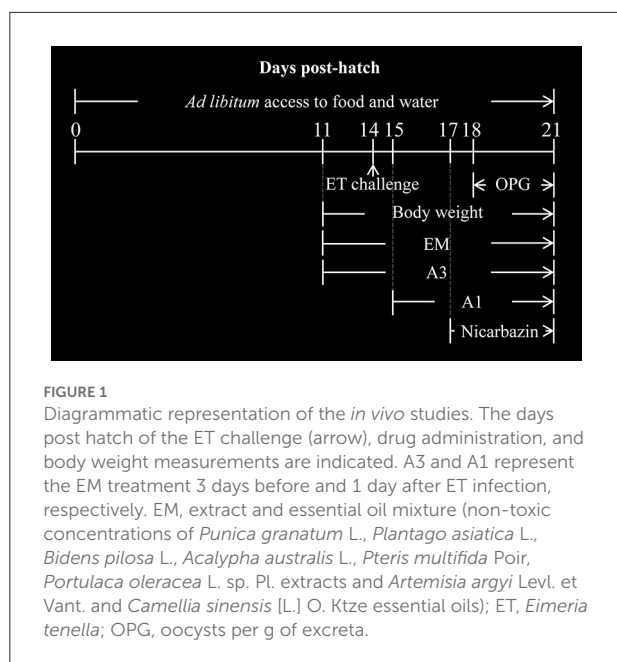 Days post-hatch
Ad libitum access to food and water
0 11 14 15 17 18 21
ET challenge OPG
Body weight
EM
A3
A1
Nicarbazin
FIGURE 1
Diagrammatic representation of the in vivo studies. The days
post hatch of the ET challenge (arrow), drug administration, and
body weight measurements are indicated. A3 and A1 represent
the EM treatment 3 days before and 1 day after ET infection,
respectively. EM, extract and essential oil mixture (non-toxic
concentrations of Punica granatum L., Plantago asiatica L.,
Bidens pilosa L., Acalypha australis L., Pteris multifida Poir,
Portulaca oleracea L. sp. Pl. extracts and Artemisia argyi Levl. et
Vant. and Camellia sinensis [L.] O. Ktze essential oils); ET, Eimeria
tenella; OPG, oocysts per g of excreta.